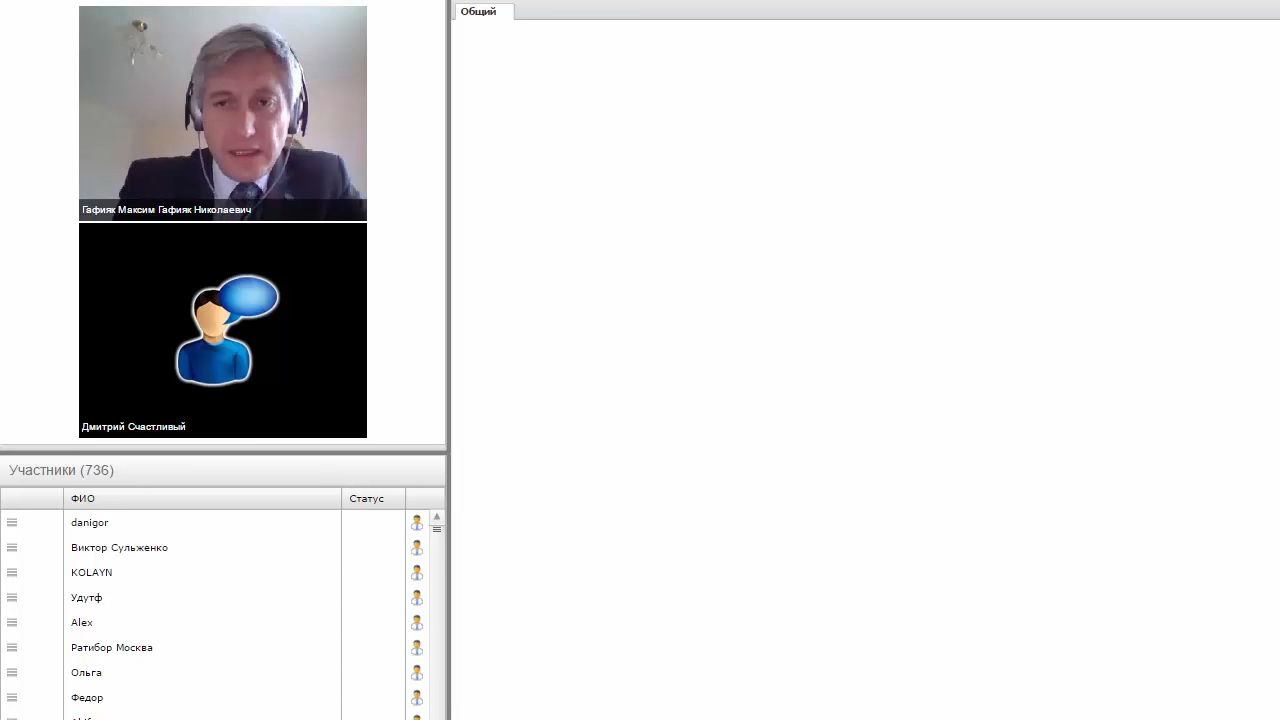 Общий
Гафияк Максим Гафияк Николаевич
Дмитрий Счастливый
Участники (736)
ФИО Статус
danigor
Виктор Сульженко
KOLAYN
Удутф
Alex
Ратибор Москва
Ольга
Федор